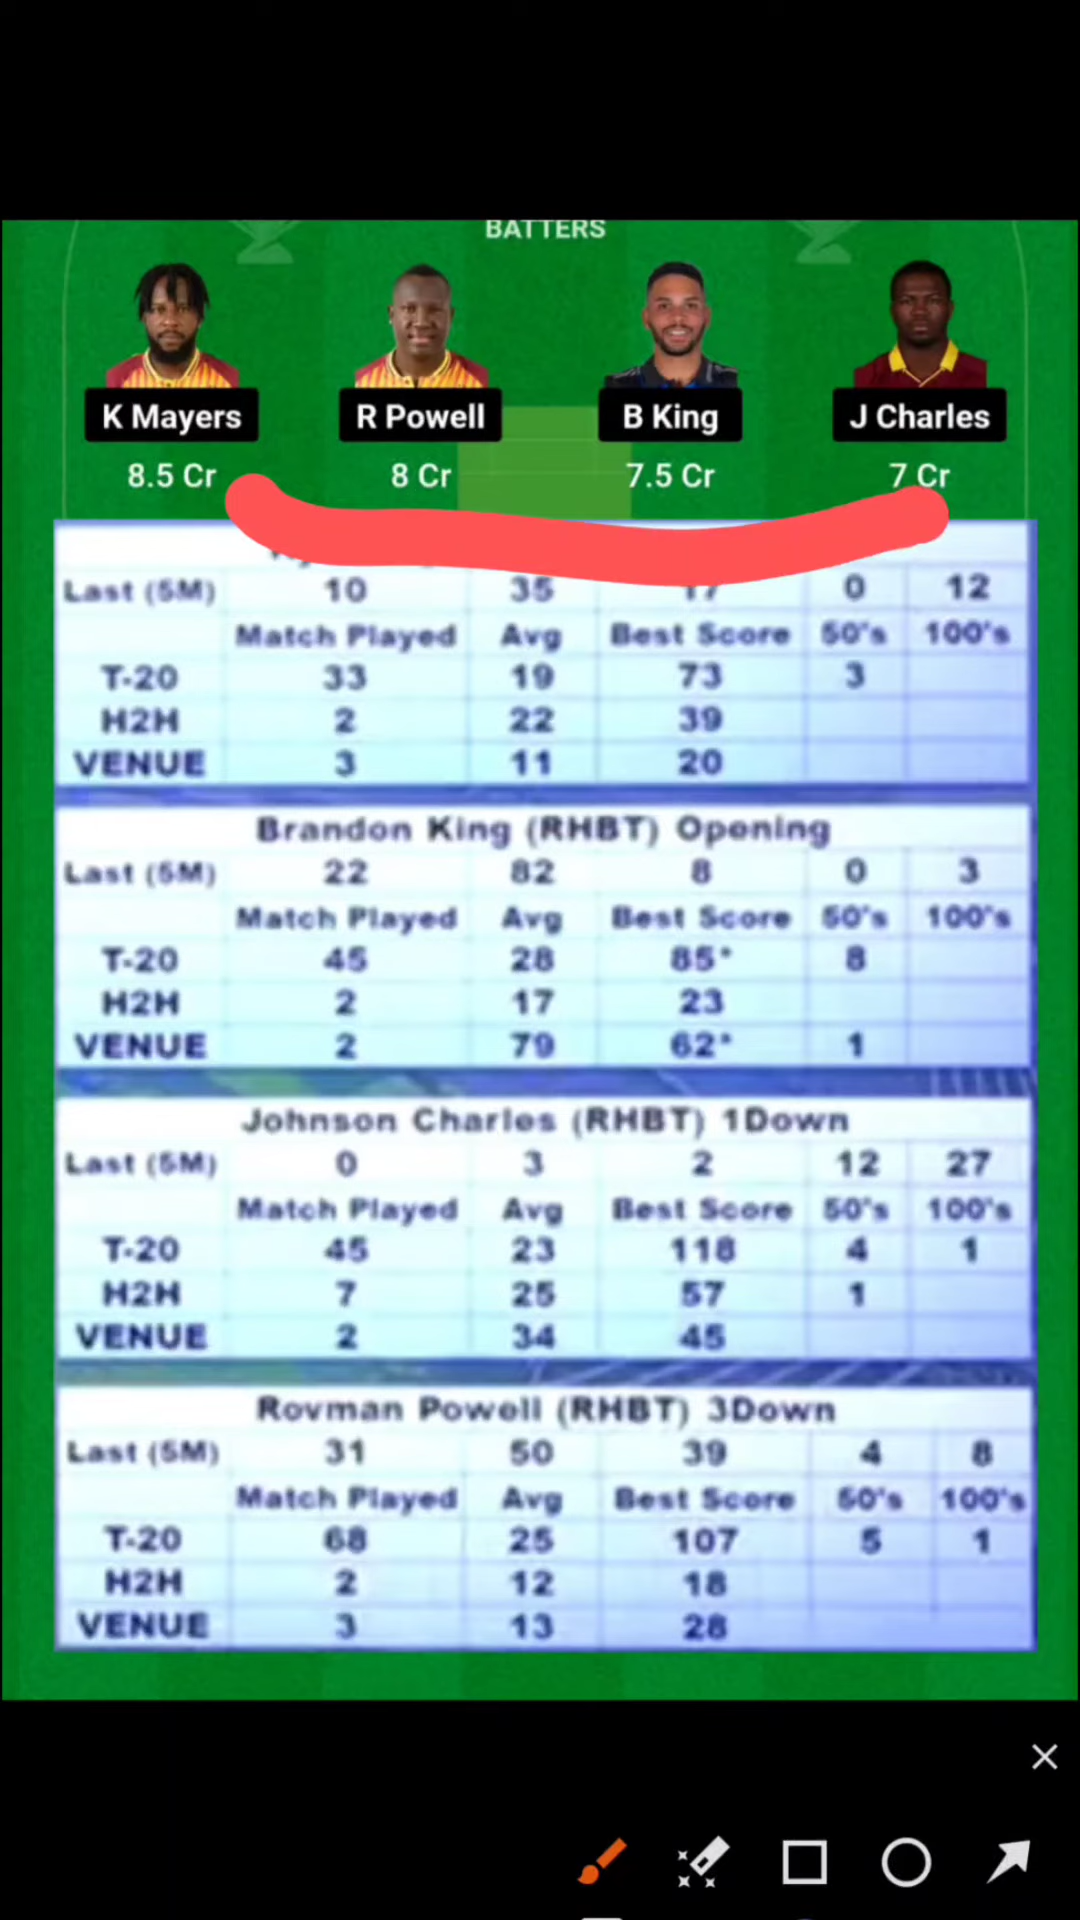 BATTERS
K Mayers R Powell B King J Charles
8.5 Cr 8 Cr 7.5 Cr 7 Cr
Last (5M) 10 35 17 0 12
Match Played Avg Best Score 50's 100's
T-20 33 19 73 3
H2H 2 22 39
VENUE 3 11 20
Brandon King (RHBT) Opening
Last (5M) 22 82 8 0 3
Match Played Avg Best Score 50's 100's
T-20 45 28 85* 8
H2H 2 17 23
VENUE 2 79 62* 1
Johnson Charles (RHBT) 1Down
Last (5M) 0 3 2 12 27
Match Played Avg Best Score 50's 100's
T-20 45 23 118 4 1
H2H 7 25 57 1
VENUE 2 34 45
Rovman Powell (RHBT) 3Down
Last (5M) 31 50 39 4 8
Match Played Avg Best Score 50's 100's
T-20 68 25 107 5 1
H2H 2 12 18
VENUE 3 13 28